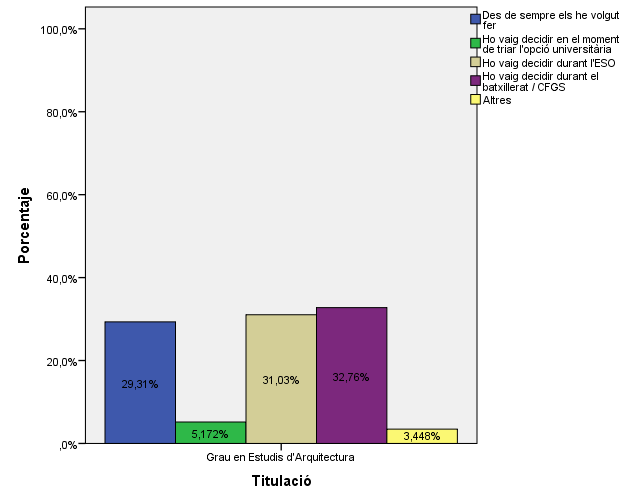 Des de sempre els he volgut
fer
Ho vaig decidir en el moment
de triar l'opció universitària
Ho vaig decidir durant l'ESO
Ho vaig decidir durant el
batxillerat / CFGS
Altres
Porcentaje
100,0%
80,0%
60,0%
40,0%
20,0%
,0%
29,31%
5,172%
31,03%
32,76%
3,448%
Grau en Estudis d'Arquitectura
Titulació